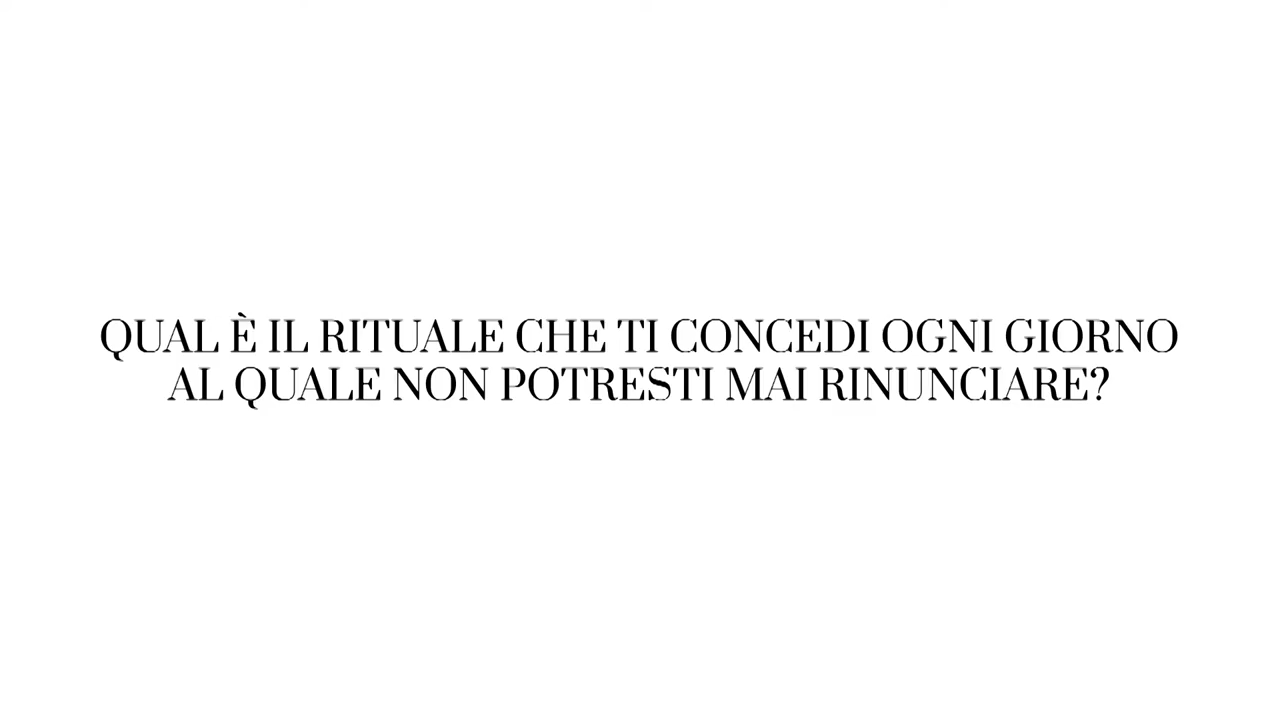 QUAL È IL RITUALE CHE TI CONCEDI OGNI GIORNO
AL QUALE NON POTRESTI MAI RINUNCIARE?